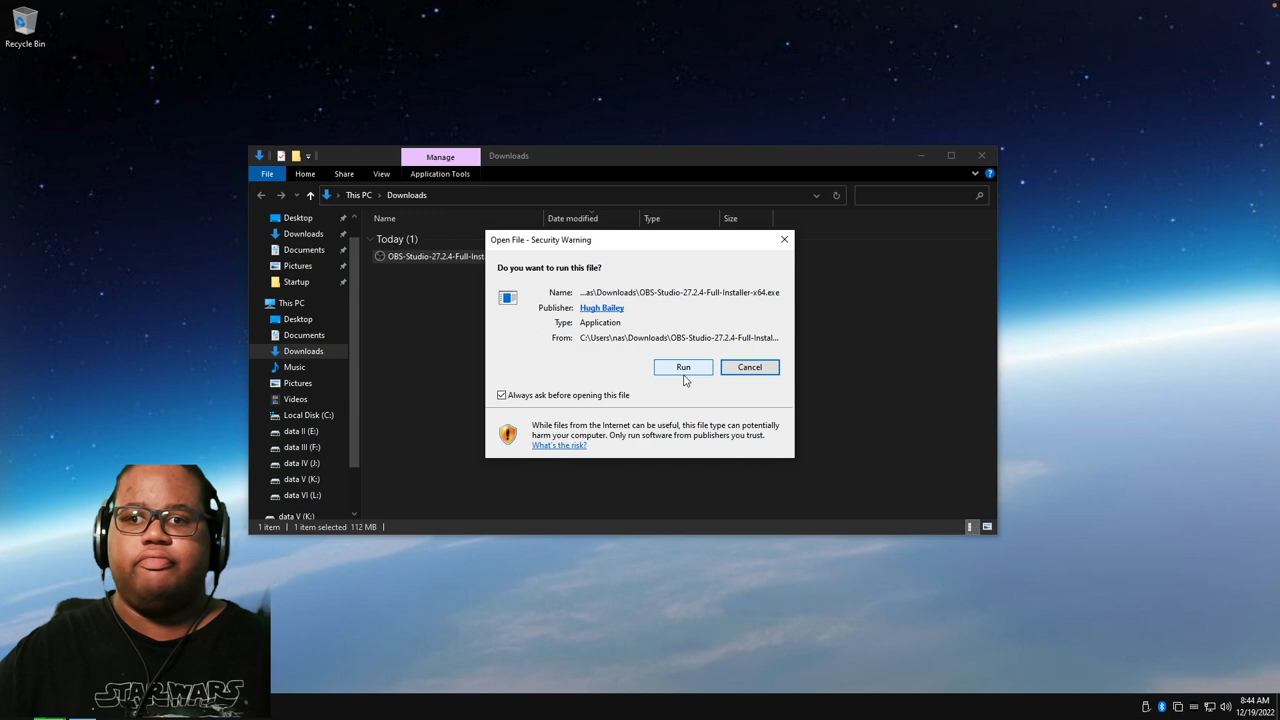 Recycle Bin
Manage
Downloads
File
Home
Share
View
Application Tools
This PC
Downloads
Name
Date modified
Type
Size
Desktop
Downloads
Documents
Pictures
Startup
This PC
Desktop
Documents
Downloads
Music
Pictures
Videos
Local Disk (C:)
data II (E:)
data III (F:)
data IV (J:)
data V (K:)
data VI (L:)
data V (K:)
Today (1)
OBS-Studio-27.2.4-Full-Inst
Open File - Security Warning
Do you want to run this file?
Name: ...as\Downloads\OBS-Studio-27.2.4-Full-Installer-x64.exe
Publisher: Hugh Bailey
Type: Application
From: C:\Users\nas\Downloads\OBS-Studio-27.2.4-Full-Instal...
Run
Cancel
Always ask before opening this file
While files from the Internet can be useful, this file type can potentially
harm your computer. Only run software from publishers you trust.
What's the risk?
1 item
1 item selected 112 MB
STAR WARS
8:44 AM
12/19/2022